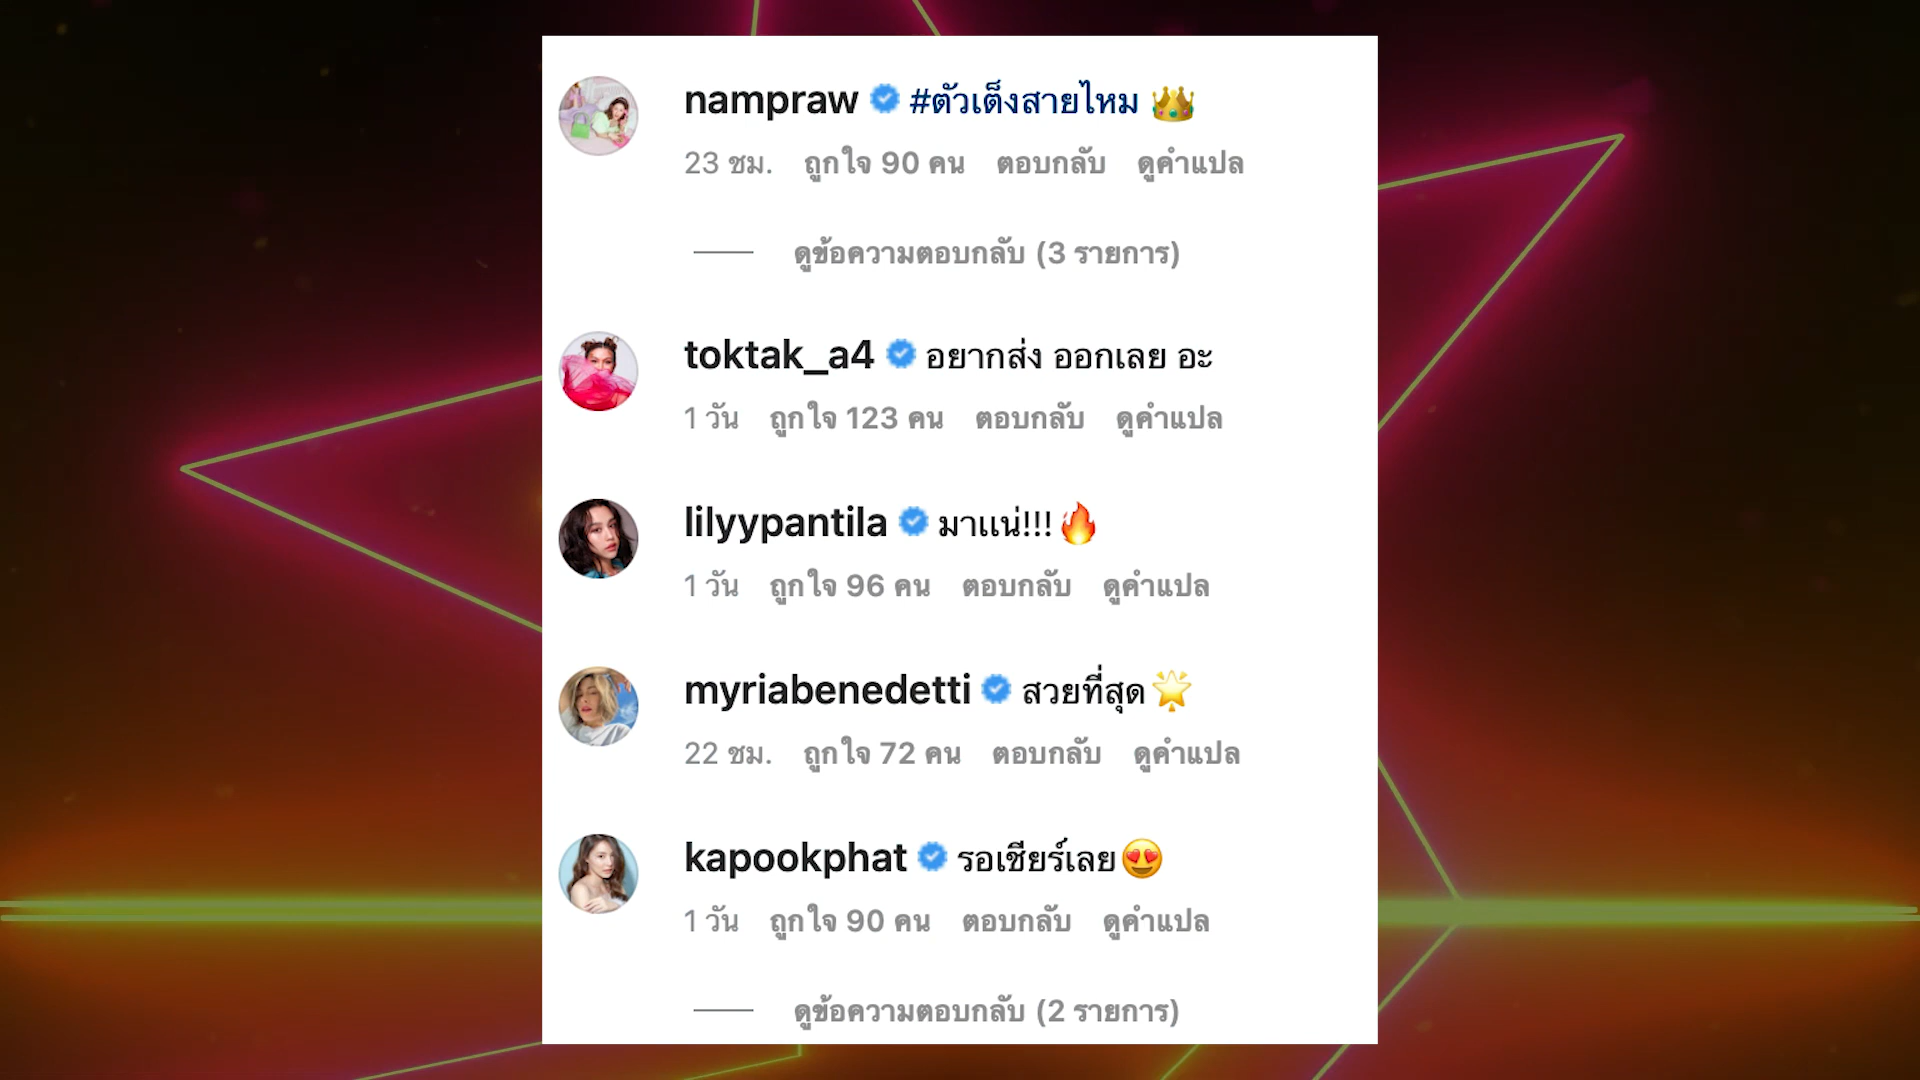 nampraw #ตัวเต็งสายไหม 👑
23 ชม. ถูกใจ 90 คน ตอบกลับ ดูคำแปล
ดูข้อความตอบกลับ (3 รายการ)
toktak_a4 อยากส่ง ออกเลย อะ
1 วัน ถูกใจ 123 คน ตอบกลับ ดูคำแปล
lilyypantila มาแน่!!!🔥
1 วัน ถูกใจ 96 คน ตอบกลับ ดูคำแปล
myriabenedetti สวยที่สุด🌟
22 ชม. ถูกใจ 72 คน ตอบกลับ ดูคำแปล
kapookphat รอเชียร์เลย😍
1 วัน ถูกใจ 90 คน ตอบกลับ ดูคำแปล
ดูข้อความตอบกลับ (2 รายการ)